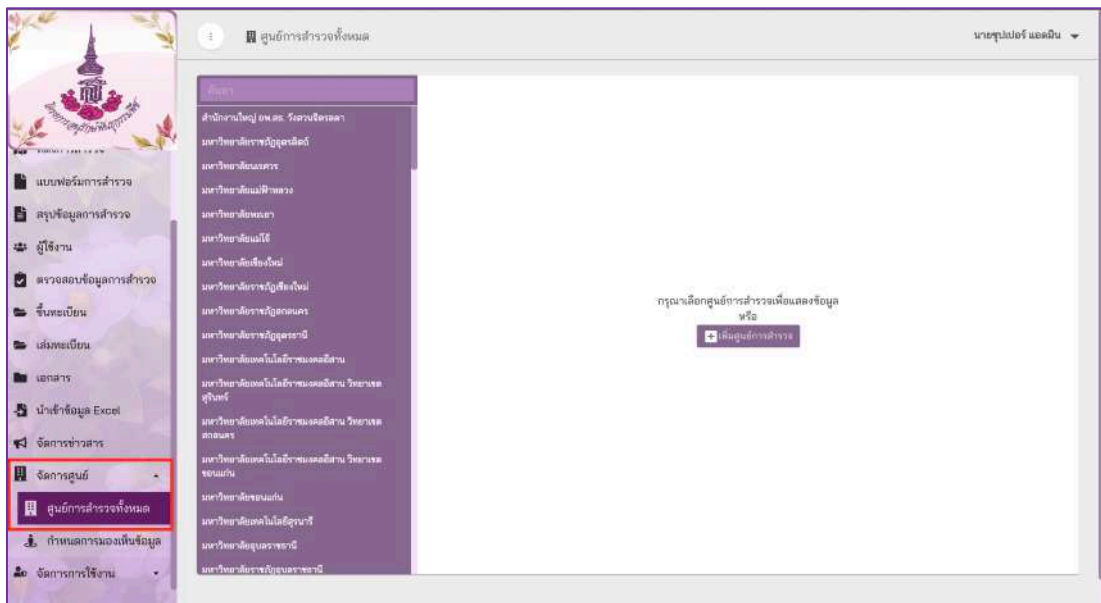 ศูนย์การสำรวจทั้งหมด
นายซุปเปอร์ แอดมิน
แบบฟอร์มการสำรวจ
สรุปข้อมูลการสำรวจ
ผู้ใช้งาน
ตรวจสอบข้อมูลการสำรวจ
ขึ้นทะเบียน
เล่มทะเบียน
เอกสาร
นำเข้าข้อมูล Excel
จัดการข่าวสาร
จัดการศูนย์
ศูนย์การสำรวจทั้งหมด
กำหนดการมองเห็นข้อมูล
จัดการการใช้งาน
ค้นหา
สำนักงานใหญ่ อพ.สธ. วังสวนจิตรลดา
มหาวิทยาลัยราชภัฏอุตรดิตถ์
มหาวิทยาลัยนเรศวร
มหาวิทยาลัยแม่ฟ้าหลวง
มหาวิทยาลัยพะเยา
มหาวิทยาลัยแม่โจ้
มหาวิทยาลัยเชียงใหม่
มหาวิทยาลัยราชภัฏเชียงใหม่
มหาวิทยาลัยราชภัฏสกลนคร
มหาวิทยาลัยราชภัฏอุดรธานี
มหาวิทยาลัยเทคโนโลยีราชมงคลอีสาน
มหาวิทยาลัยเทคโนโลยีราชมงคลอีสาน วิทยาเขต
สุรินทร์
มหาวิทยาลัยเทคโนโลยีราชมงคลอีสาน วิทยาเขต
สกลนคร
มหาวิทยาลัยเทคโนโลยีราชมงคลอีสาน วิทยาเขต
ขอนแก่น
มหาวิทยาลัยขอนแก่น
มหาวิทยาลัยเทคโนโลยีสุรนารี
มหาวิทยาลัยอุบลราชธานี
มหาวิทยาลัยราชภัฏอุบลราชธานี
กรุณาเลือกศูนย์การสำรวจเพื่อแสดงข้อมูล
หรือ
เพิ่มศูนย์การสำรวจ